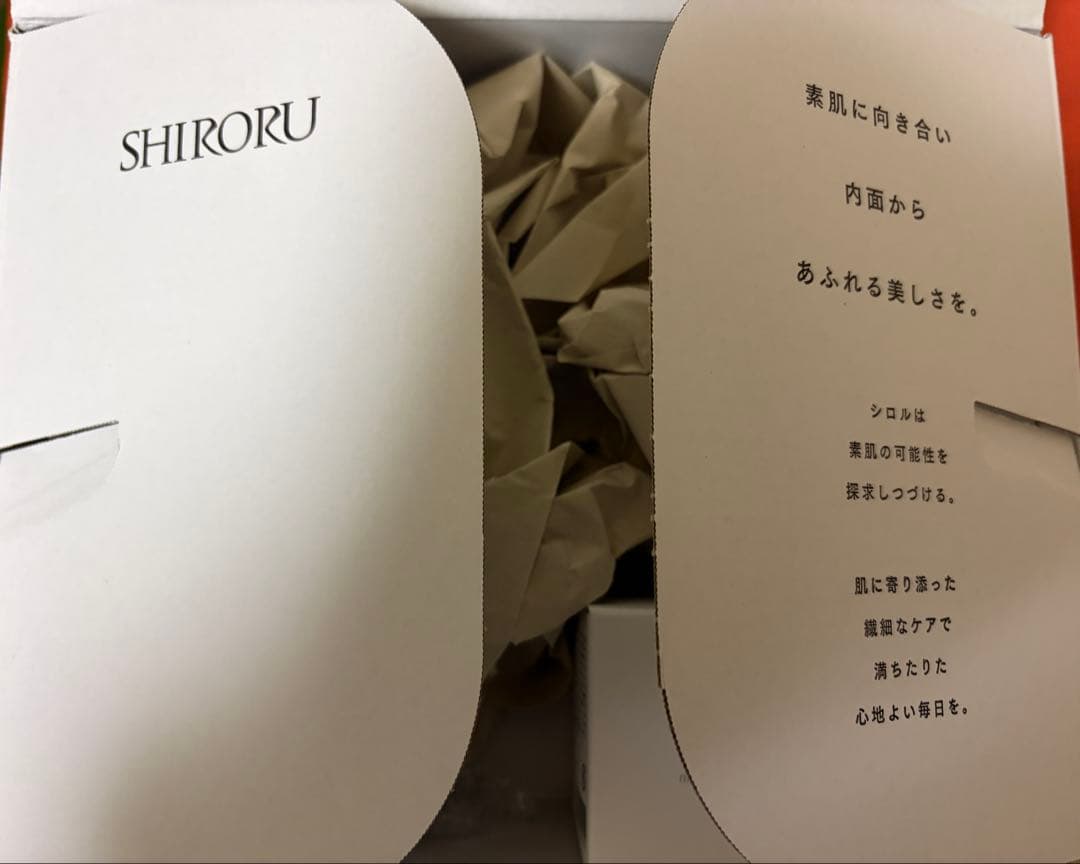 SHIRORU
素肌に向き合い
内面から
あふれる美しさを。
シロルは
素肌の可能性を
探求しつづける。
肌に寄り添った
繊細なケアで
満ちたりた
心地よい毎日を。